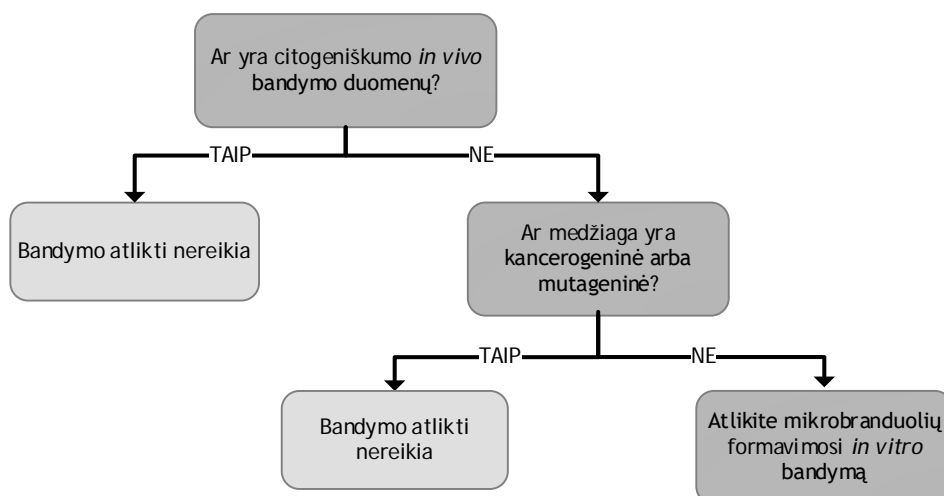 Ar yra citogeniškumo in vivo
bandymo duomenų?
TAIP
NE
Bandymo atlikti nereikia
Ar medžiaga yra
kancerogeninė arba
mutageninė?
TAIP
NE
Bandymo atlikti
nereikia
Atlikite mikrobranduolių
formavimosi in vitro
bandymą